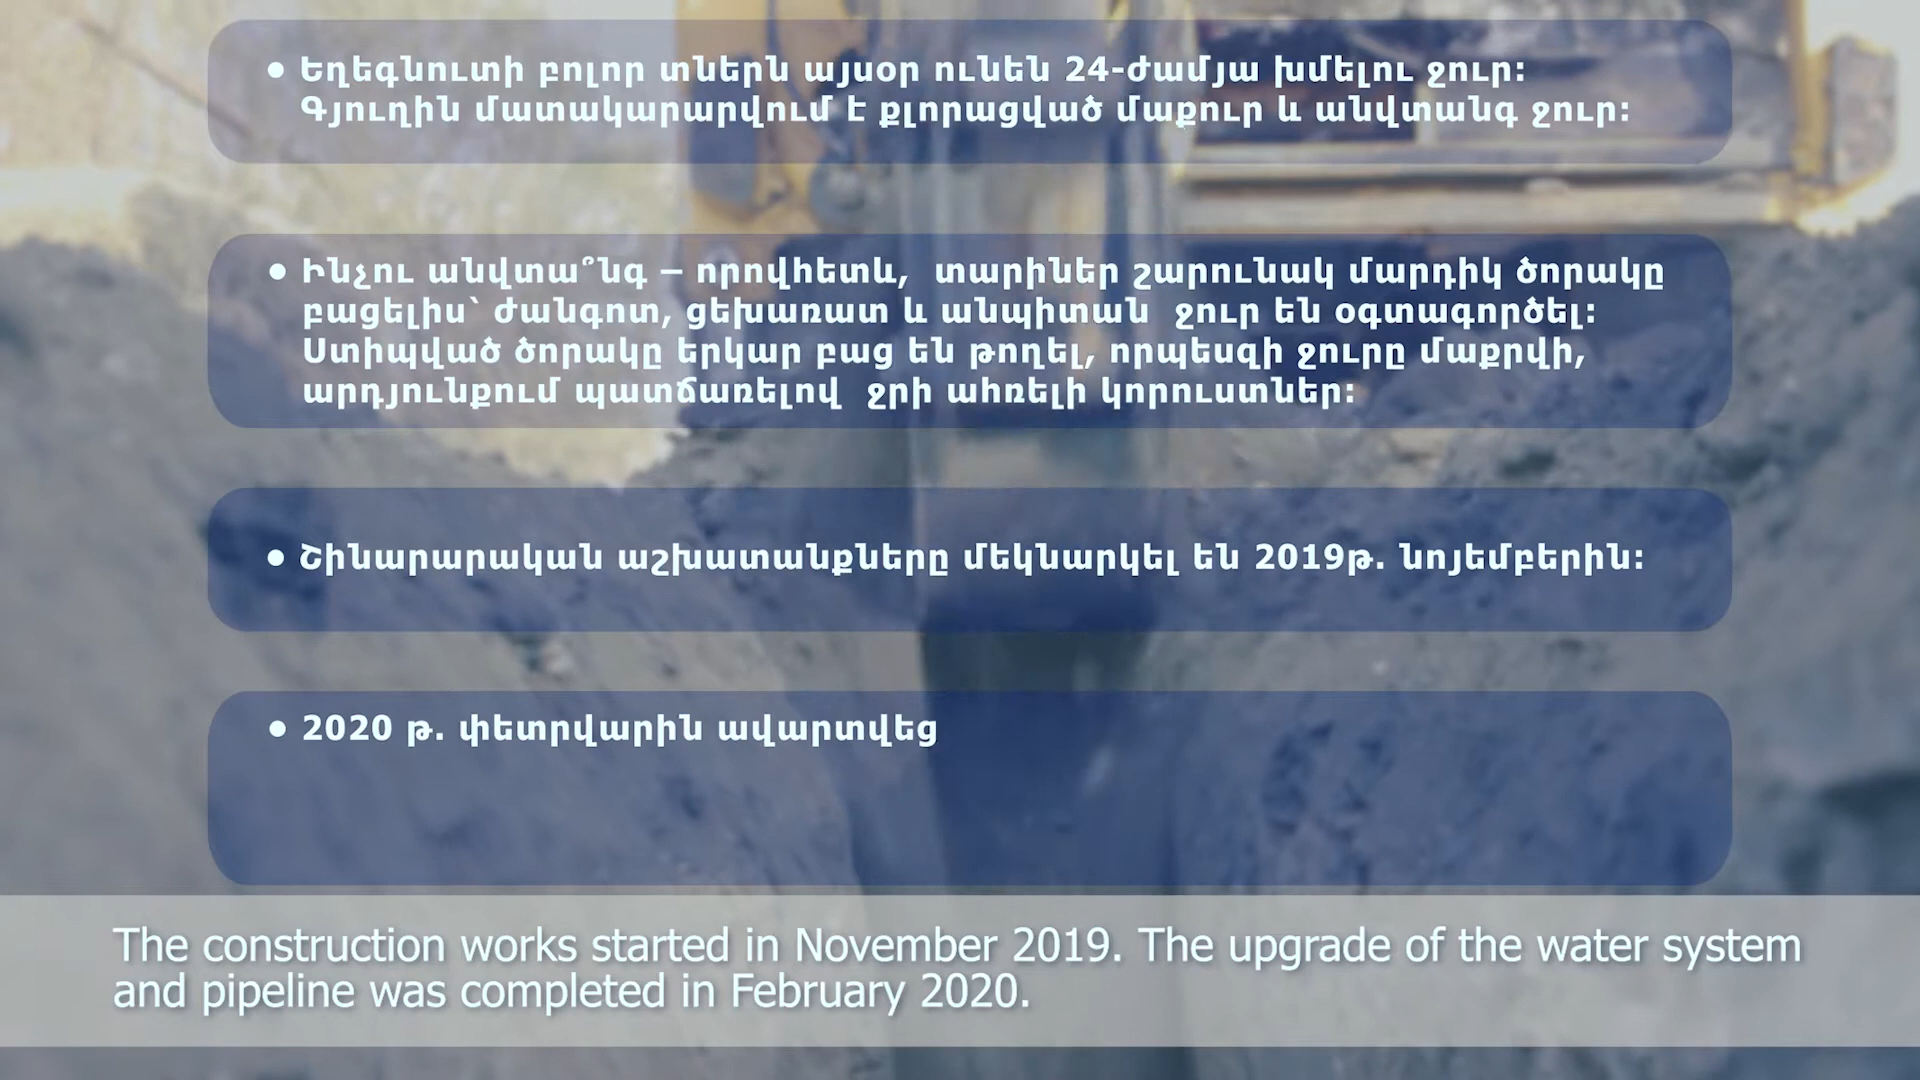 • Եղեգնուտի բոլոր տներն այսօր ունեն 24-ժամյա խմելու ջուր:
Գյուղին մատակարարվում է քլորացված մաքուր և անվտանգ ջուր:
• Ինչու անվտա՞նգ – որովհետև, տարիներ շարունակ մարդիկ ծորակը
բացելիս՝ ժանգոտ, ցեխառատ և անպիտան ջուր են օգտագործել:
Ստիպված ծորակը երկար բաց են թողել, որպեսզի ջուրը մաքրվի,
արդյունքում պատճառելով ջրի ահռելի կորուստներ:
• Շինարարական աշխատանքները մեկնարկել են 2019թ. նոյեմբերին:
• 2020 թ. փետրվարին ավարտվեց
The construction works started in November 2019. The upgrade of the water system
and pipeline was completed in February 2020.